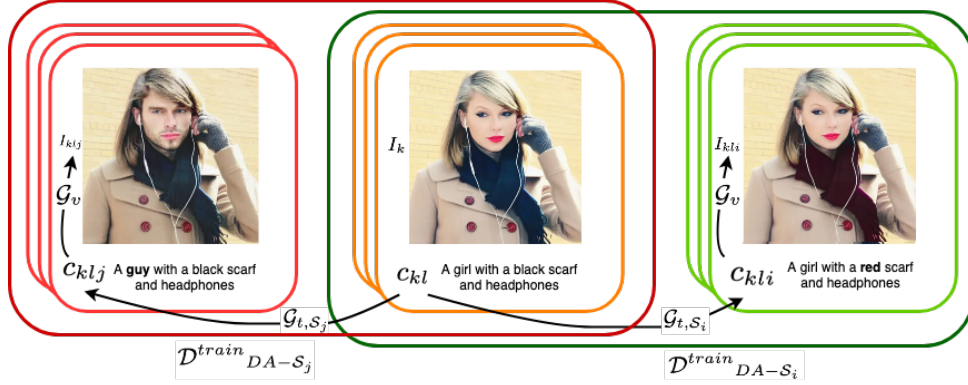 I_{klj}
G_v
c_{klj}
A guy with a black scarf
and headphones
I_k
c_{kl}
A girl with a black scarf
and headphones
I_{kli}
G_v
c_{kli}
A girl with a red scarf
and headphones
G_{t,S_j}
G_{t,S_i}
D^{train}_{DA-S_j}
D^{train}_{DA-S_i}